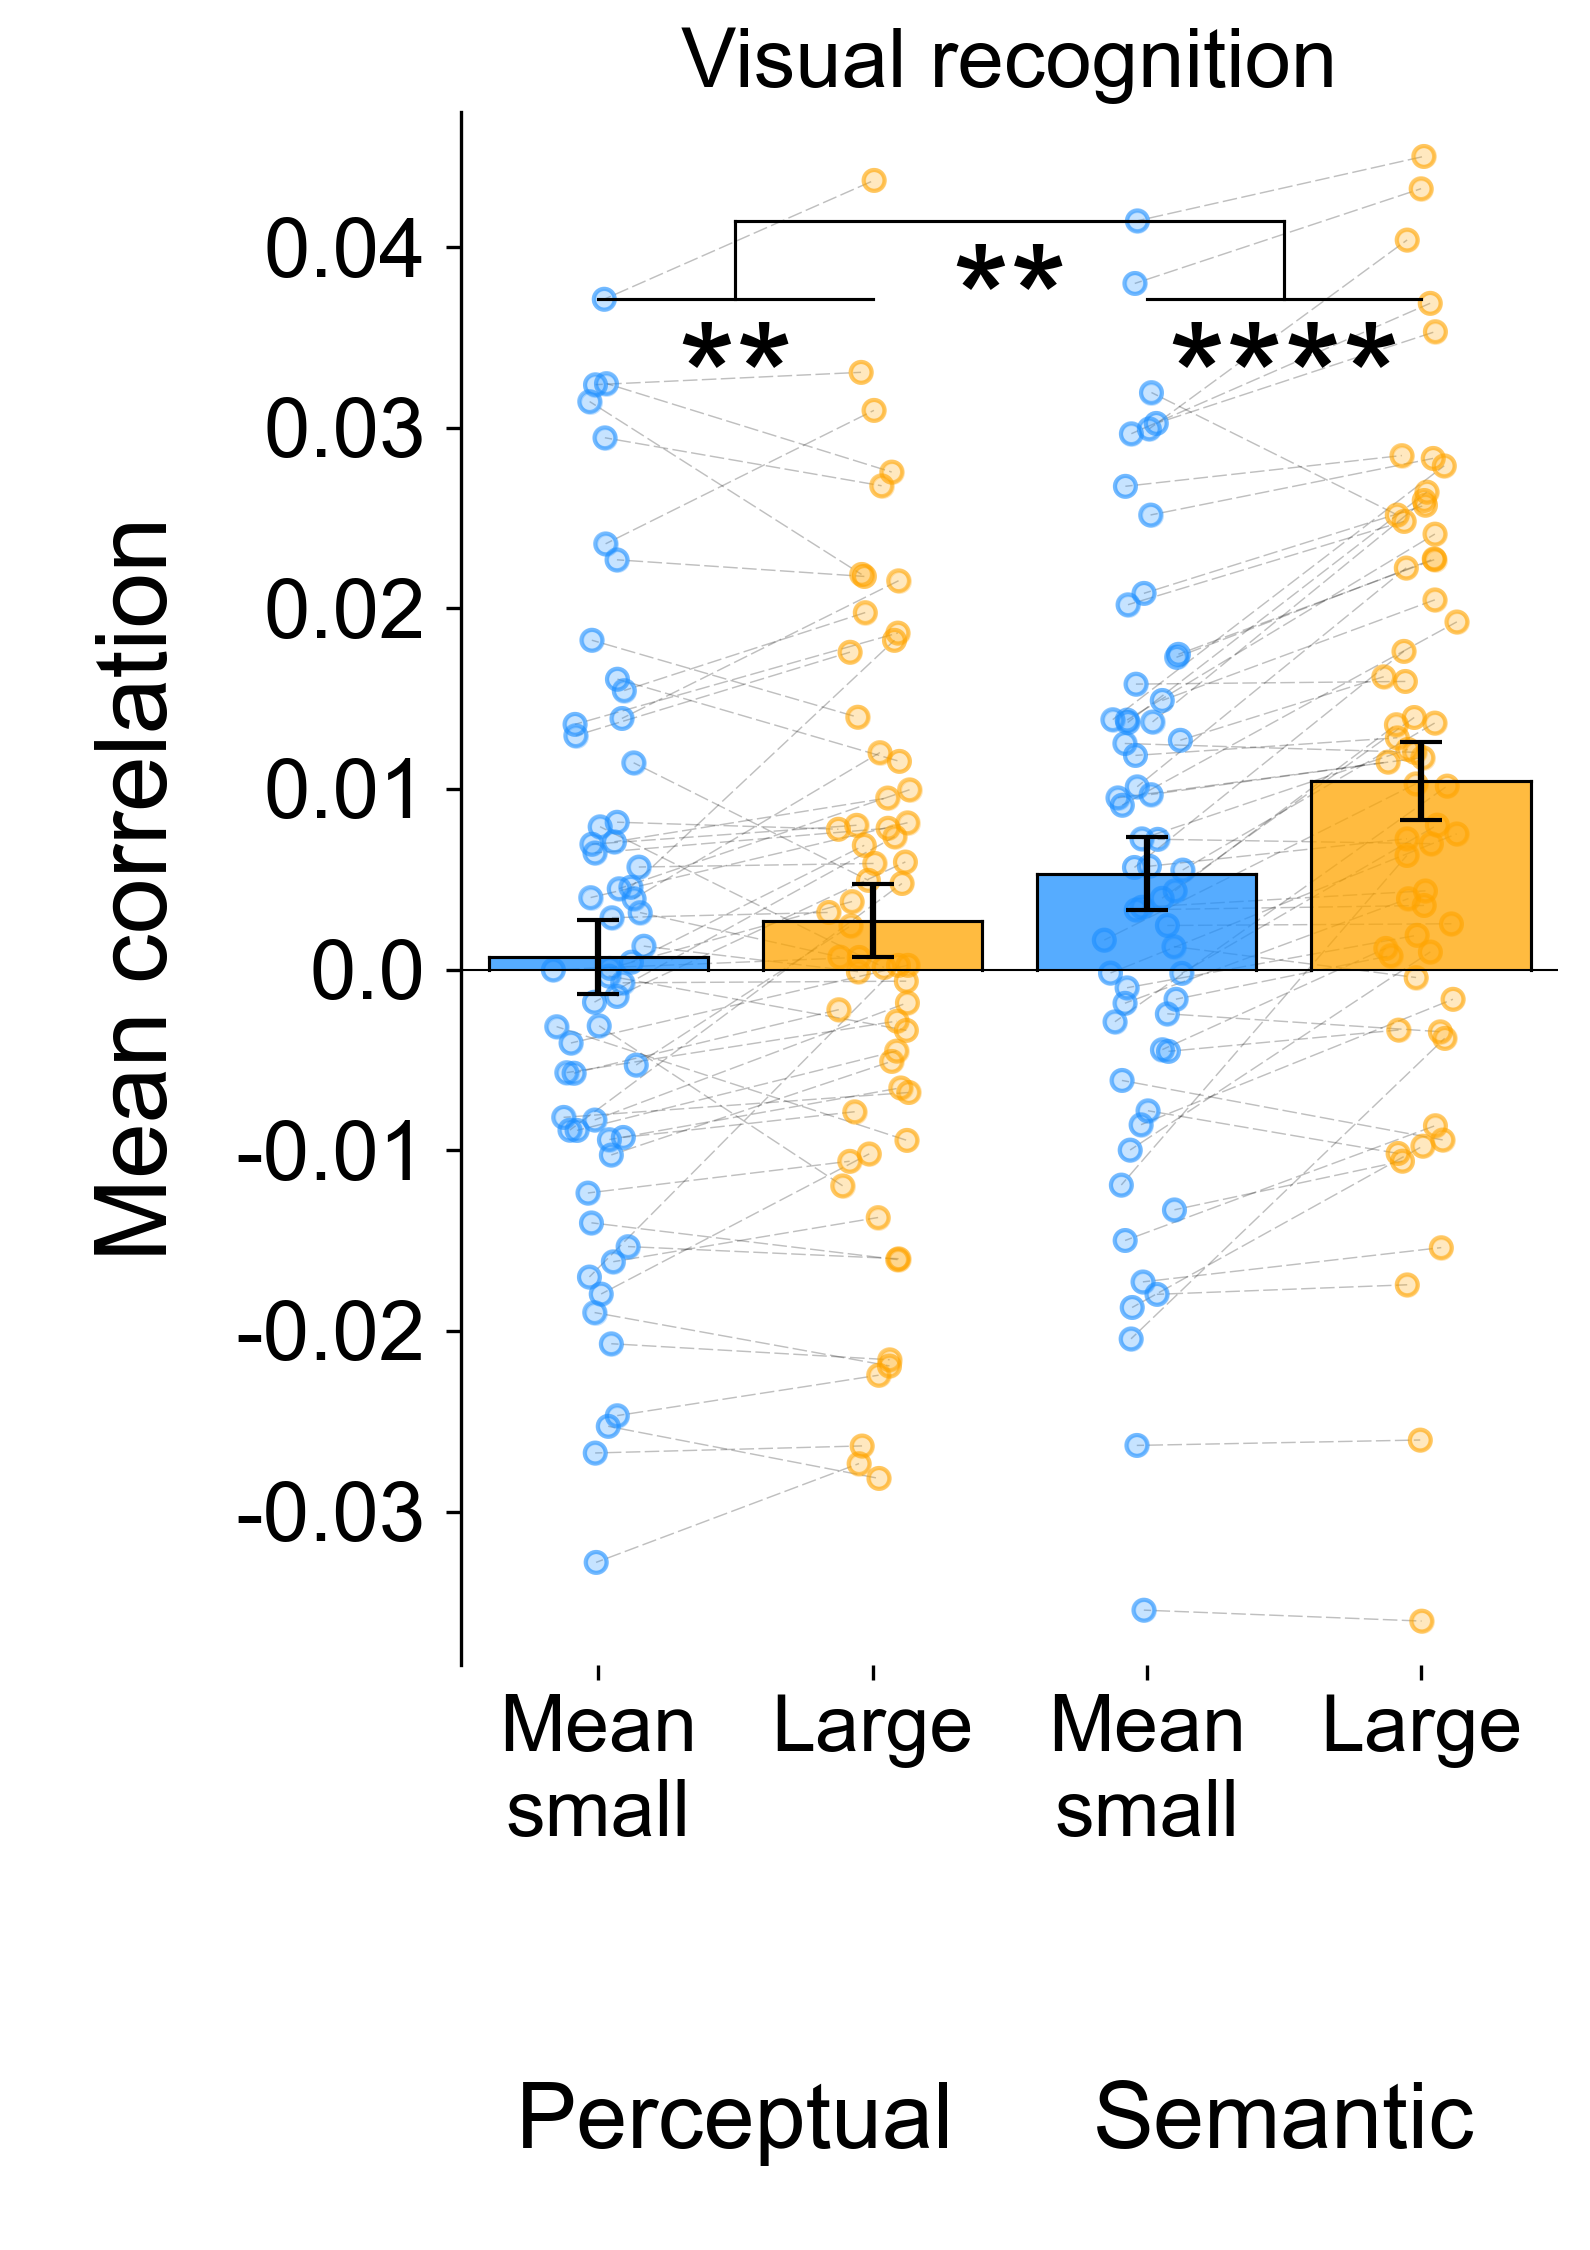 Visual recognition
Mean correlation
0.04
0.03
0.02
0.01
0.0
-0.01
-0.02
-0.03
**
**
****
Mean small
Large
Mean small
Large
Perceptual
Semantic